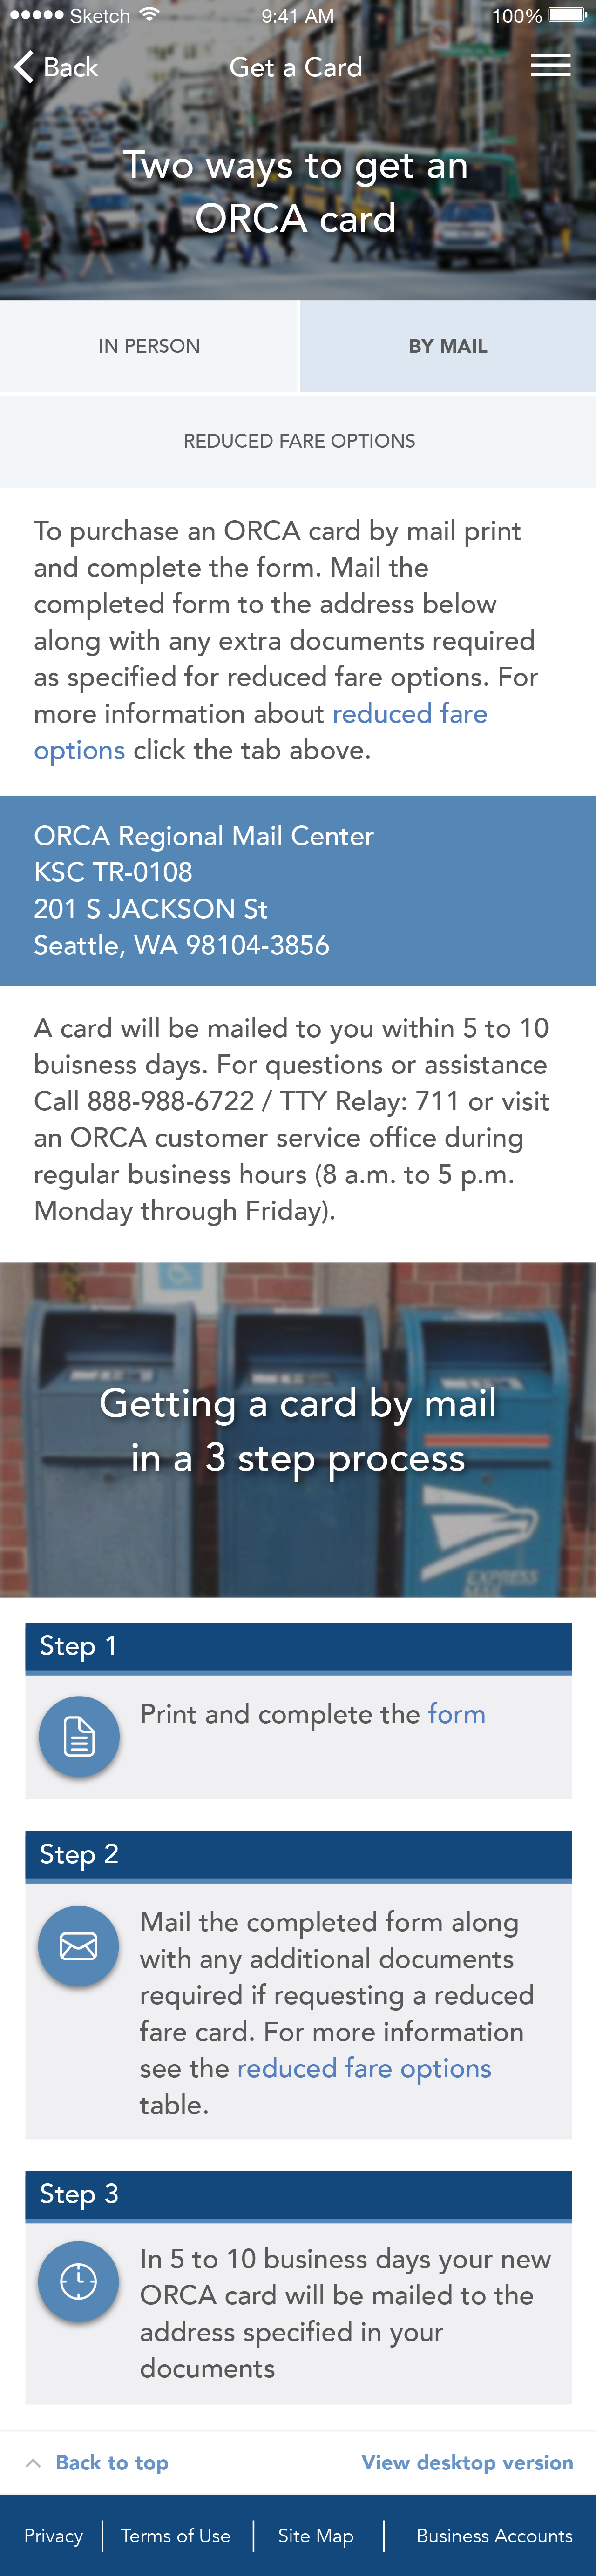 Sketch 9:41 AM 100%
Back Get a Card
Two ways to get an
ORCA card
IN PERSON BY MAIL
REDUCED FARE OPTIONS
To purchase an ORCA card by mail print
and complete the form. Mail the
completed form to the address below
along with any extra documents required
as specified for reduced fare options. For
more information about reduced fare
options click the tab above.
ORCA Regional Mail Center
KSC TR-0108
201 S JACKSON St
Seattle, WA 98104-3856
A card will be mailed to you within 5 to 10
buisness days. For questions or assistance
Call 888-988-6722 / TTY Relay: 711 or visit
an ORCA customer service office during
regular business hours (8 a.m. to 5 p.m.
Monday through Friday).
Getting a card by mail
in a 3 step process
EXPRESS
MAIL
Step 1
Print and complete the form
Step 2
Mail the completed form along
with any additional documents
required if requesting a reduced
fare card. For more information
see the reduced fare options
table.
Step 3
In 5 to 10 business days your new
ORCA card will be mailed to the
address specified in your
documents
Back to top View desktop version
Privacy Terms of Use Site Map Business Accounts